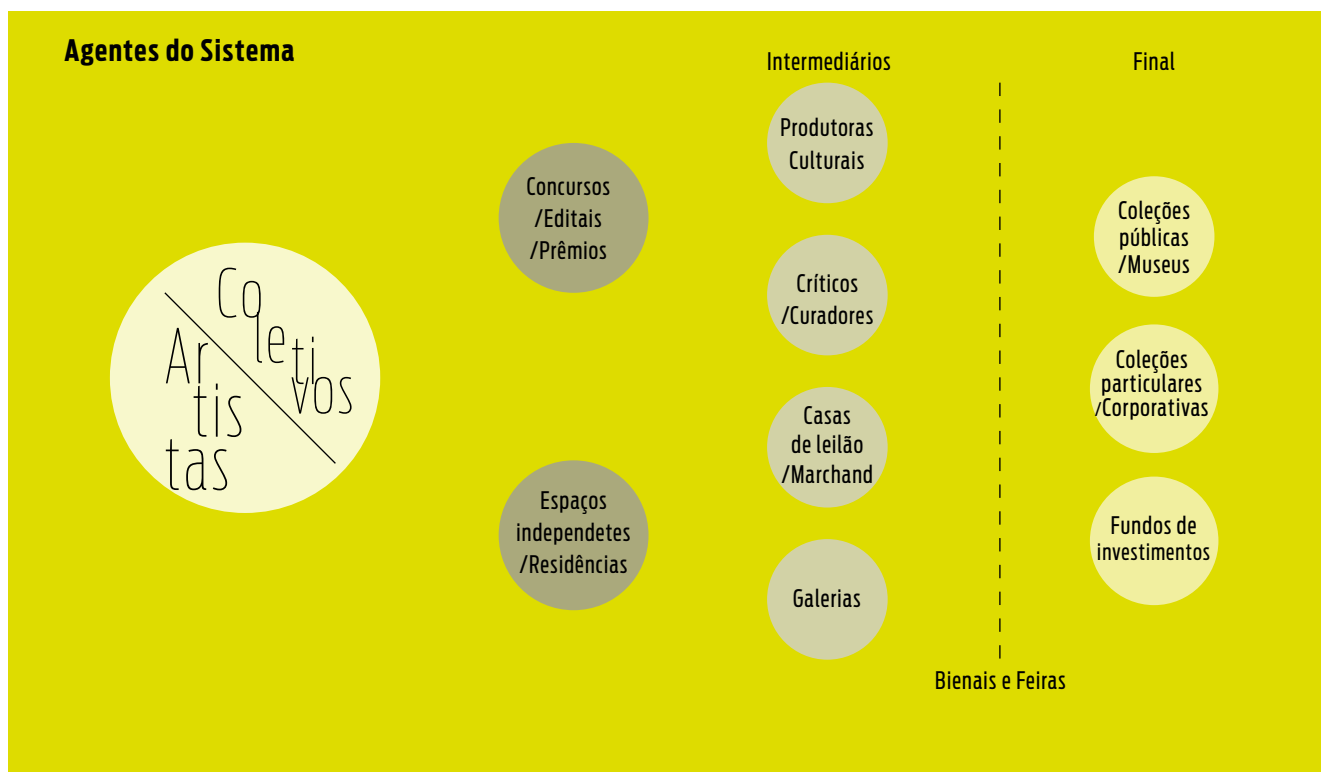 Agentes do Sistema
Ar
tis
tas
Co
le
ti
vos
Concursos
/Editais
/Prêmios
Espaços
independetes
/Residências
Intermediários
Produtoras
Culturais
Críticos
/Curadores
Casas
de leilão
/Marchand
Galerias
Bienais e Feiras
Final
Coleções
públicas
/Museus
Coleções
particulares
/Corporativas
Fundos de
investimentos